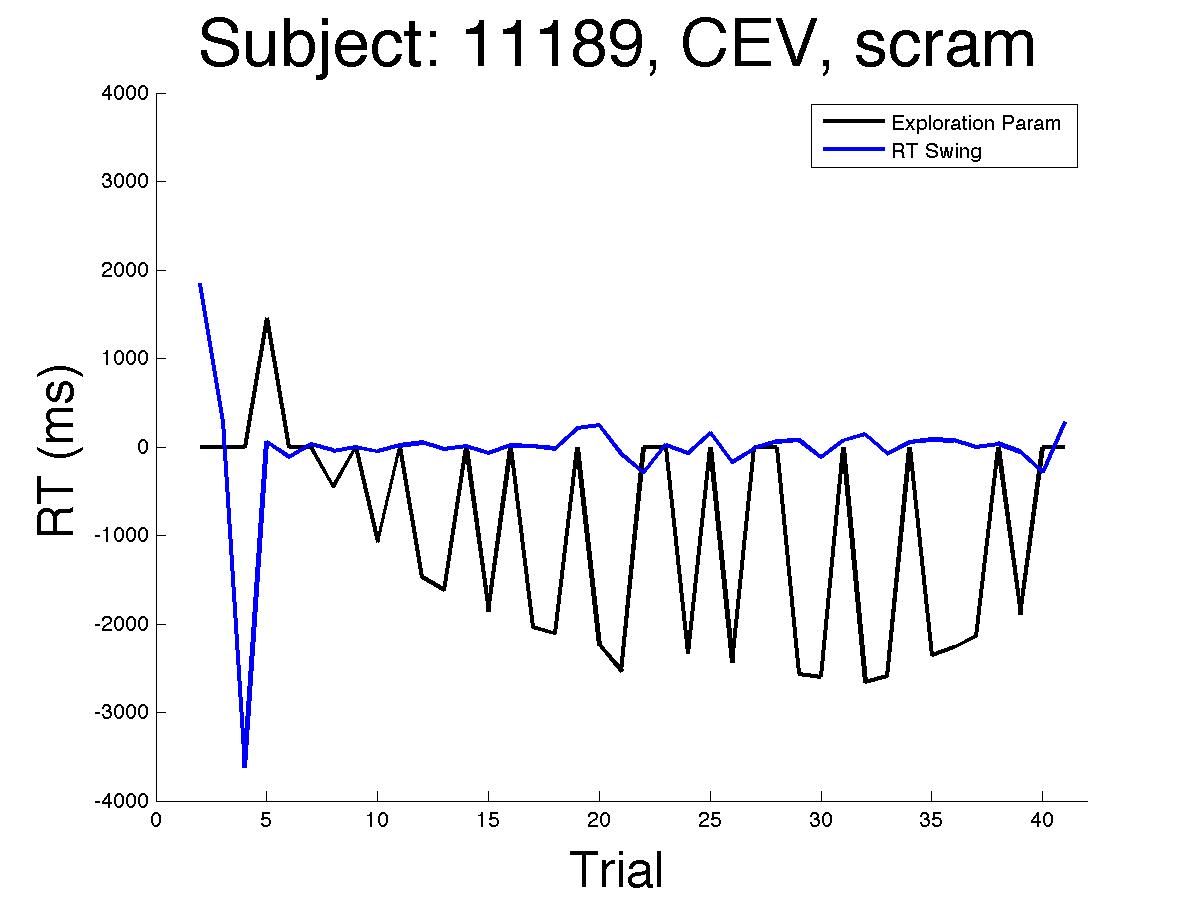 Subject: 11189, CEV, scram
4000
3000
2000
1000
0
-1000
-2000
-3000
-4000
RT (ms)
Exploration Param
RT Swing
0 5 10 15 20 25 30 35 40
Trial